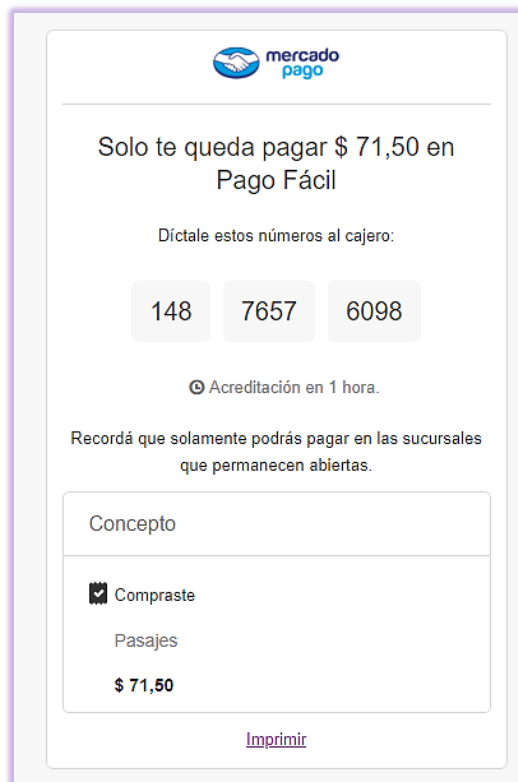 mercado
pago
Solo te queda pagar $ 71,50 en
Pago Fácil
Díctale estos números al cajero:
148 7657 6098
Acreditación en 1 hora.
Recordá que solamente podrás pagar en las sucursales
que permanecen abiertas.
Concepto
Compraste
Pasajes
$ 71,50
Imprimir